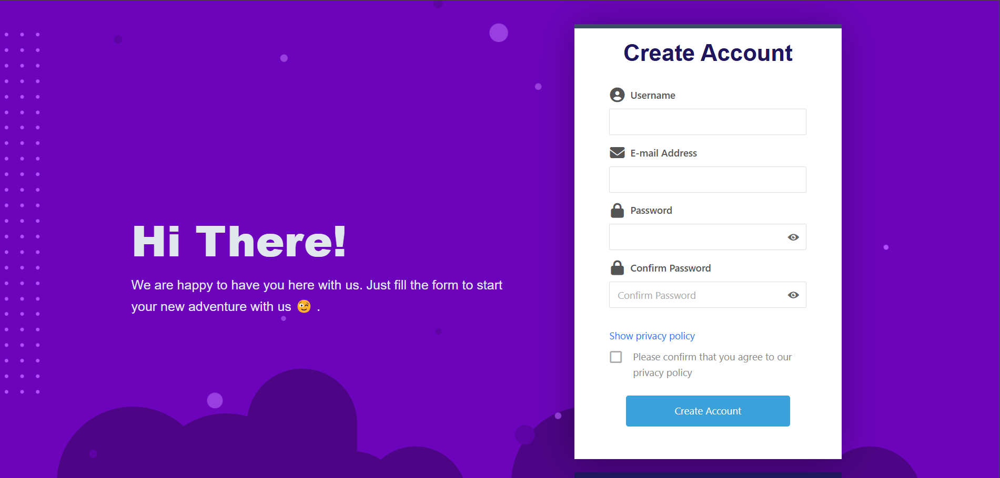 Hi There!
We are happy to have you here with us. Just fill the form to start
your new adventure with us 😉 .
Create Account
Username
E-mail Address
Password
Confirm Password
Confirm Password
Show privacy policy
Please confirm that you agree to our
privacy policy
Create Account